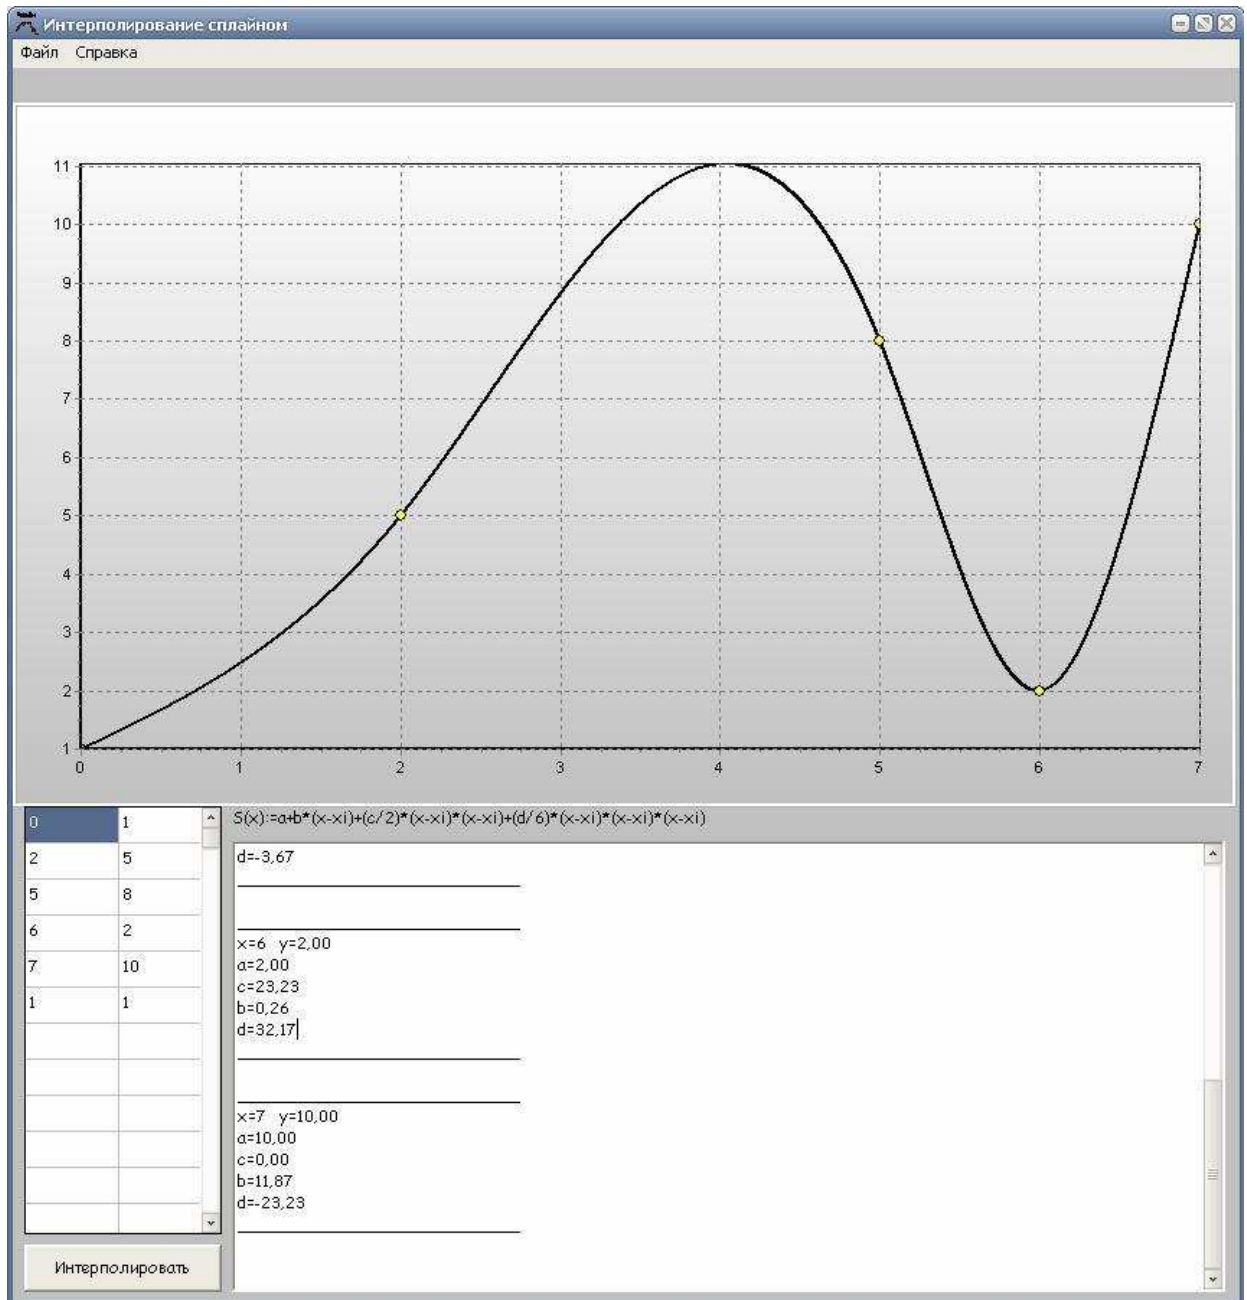 Интерполирование сплайном
Файл Справка
11
10
9
8
7
6
5
4
3
2
1
0 1 2 3 4 5 6 7
S(x):=a+b*(x-xi)+(c/2)*(x-xi)*(x-xi)+(d/6)*(x-xi)*(x-xi)*(x-xi)
0 1
2 5
5 8
6 2
7 10
1 1
d=-3,67
x=6 y=2,00
a=2,00
c=23,23
b=0,26
d=32,17
x=7 y=10,00
a=10,00
c=0,00
b=11,87
d=-23,23
Интерполировать